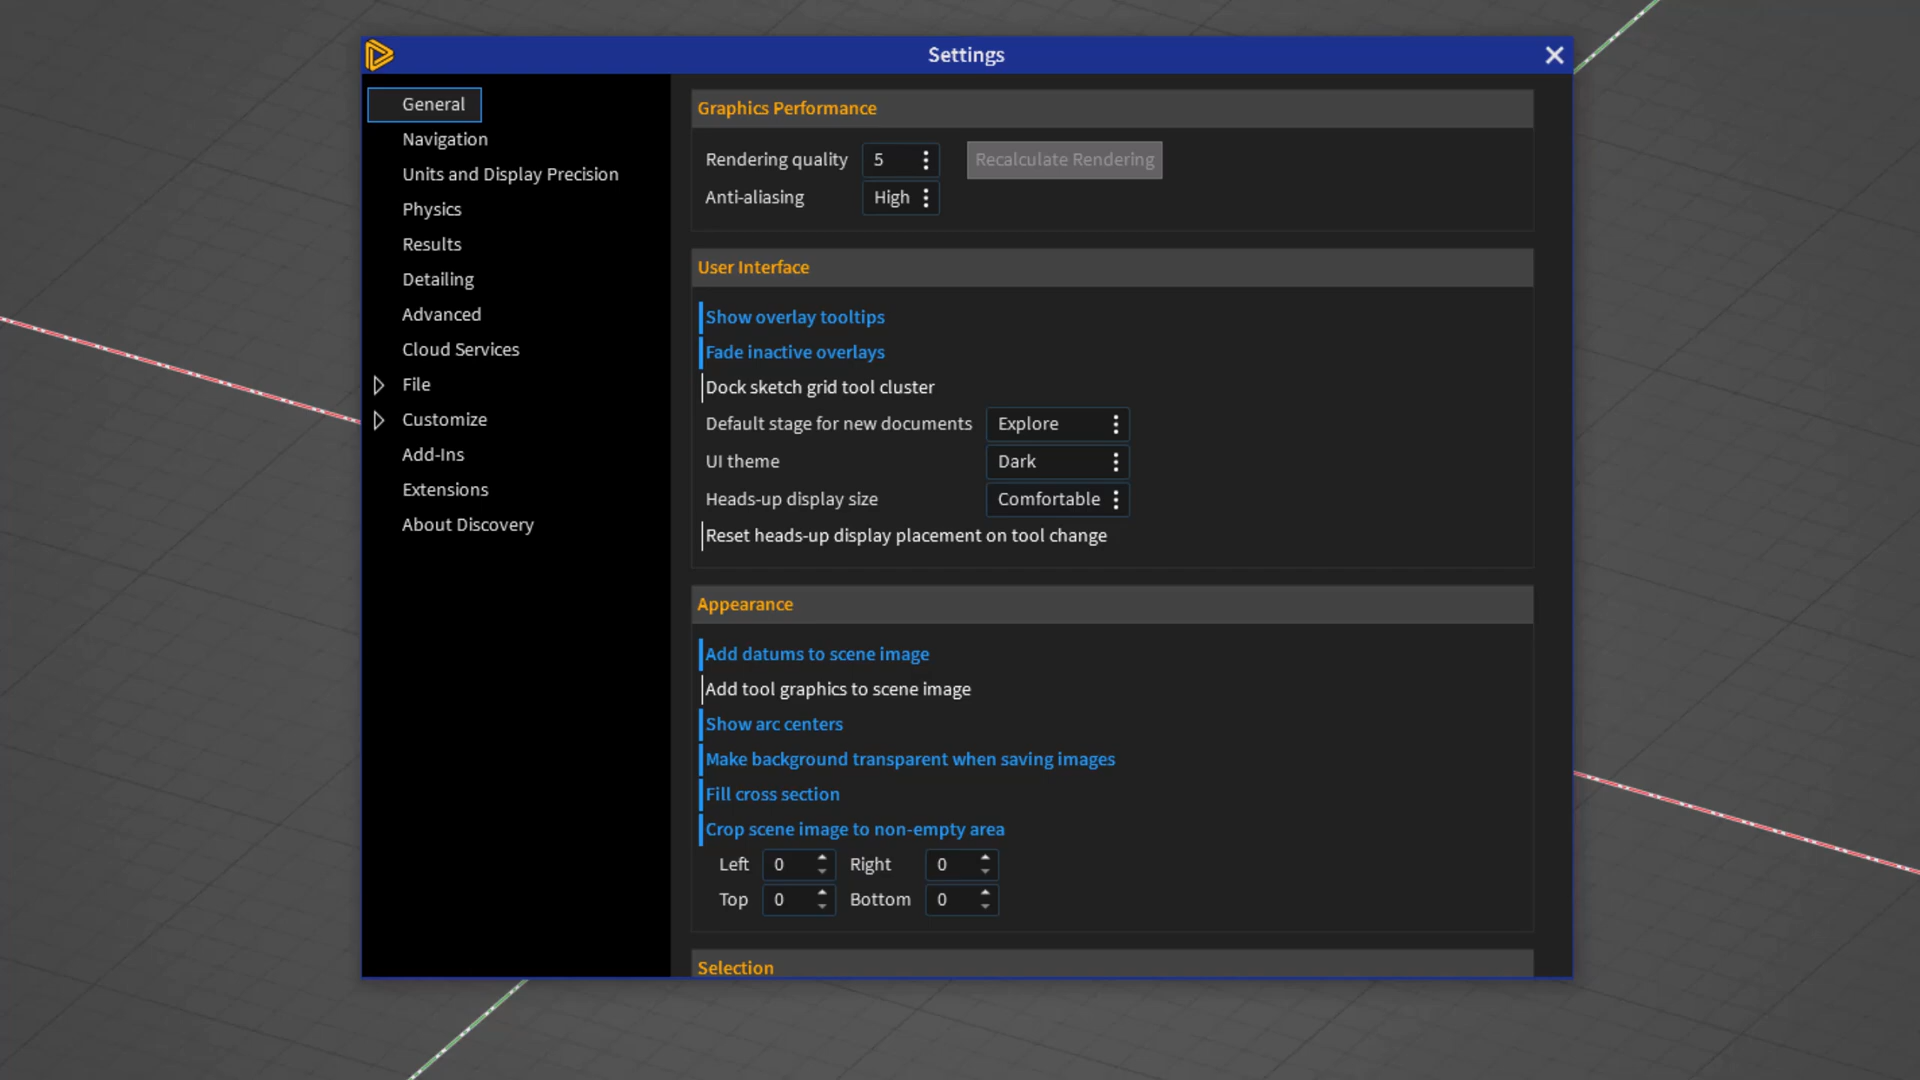 Settings
General
Navigation
Units and Display Precision
Physics
Results
Detailing
Advanced
Cloud Services
File
Customize
Add-Ins
Extensions
About Discovery
Graphics Performance
Rendering quality 5 Recalculate Rendering
Anti-aliasing High
User Interface
Show overlay tooltips
Fade inactive overlays
Dock sketch grid tool cluster
Default stage for new documents Explore
UI theme Dark
Heads-up display size Comfortable
Reset heads-up display placement on tool change
Appearance
Add datums to scene image
Add tool graphics to scene image
Show arc centers
Make background transparent when saving images
Fill cross section
Crop scene image to non-empty area
Left 0 Right 0
Top 0 Bottom 0
Selection